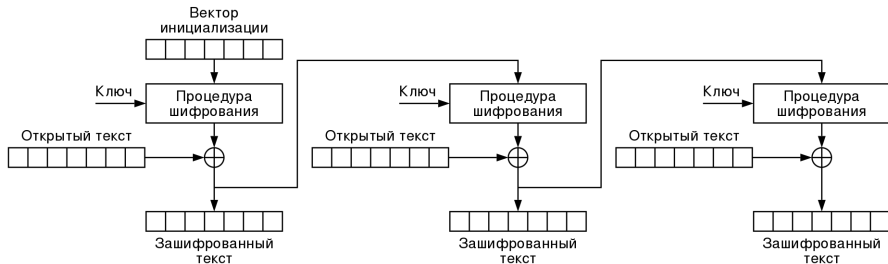 Вектор
инициализации
Ключ
Процедура
шифрования
Ключ
Процедура
шифрования
Ключ
Процедура
шифрования
Открытый текст
Открытый текст
Открытый текст
Зашифрованный
текст
Зашифрованный
текст
Зашифрованный
текст